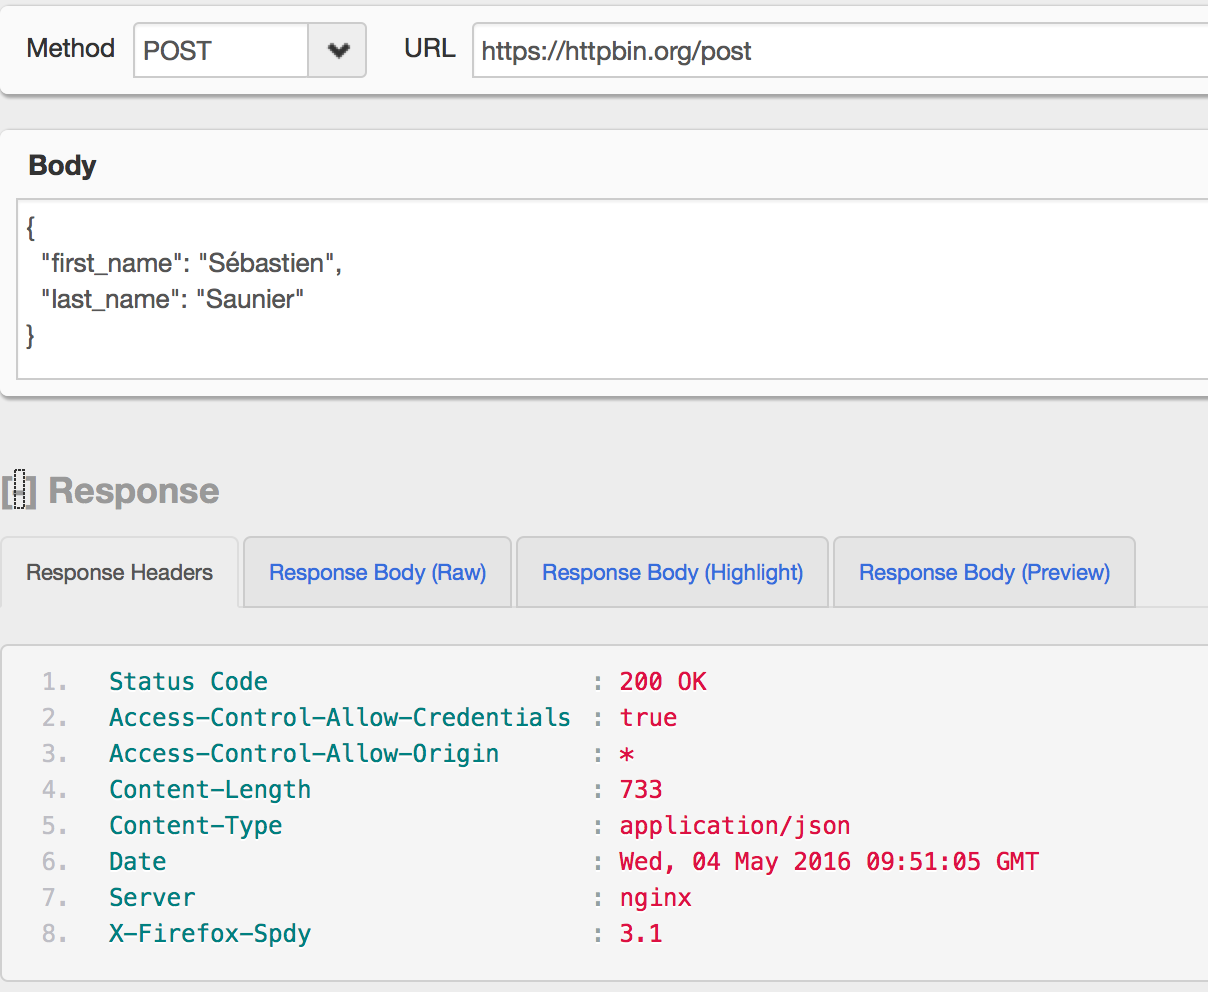 Method POST URL https://httpbin.org/post
Body
{
"first_name": "Sébastien",
"last_name": "Saunier"
}
[-] Response
Response Headers Response Body (Raw) Response Body (Highlight) Response Body (Preview)
1. Status Code : 200 OK
2. Access-Control-Allow-Credentials : true
3. Access-Control-Allow-Origin : *
4. Content-Length : 733
5. Content-Type : application/json
6. Date : Wed, 04 May 2016 09:51:05 GMT
7. Server : nginx
8. X-Firefox-Spdy : 3.1